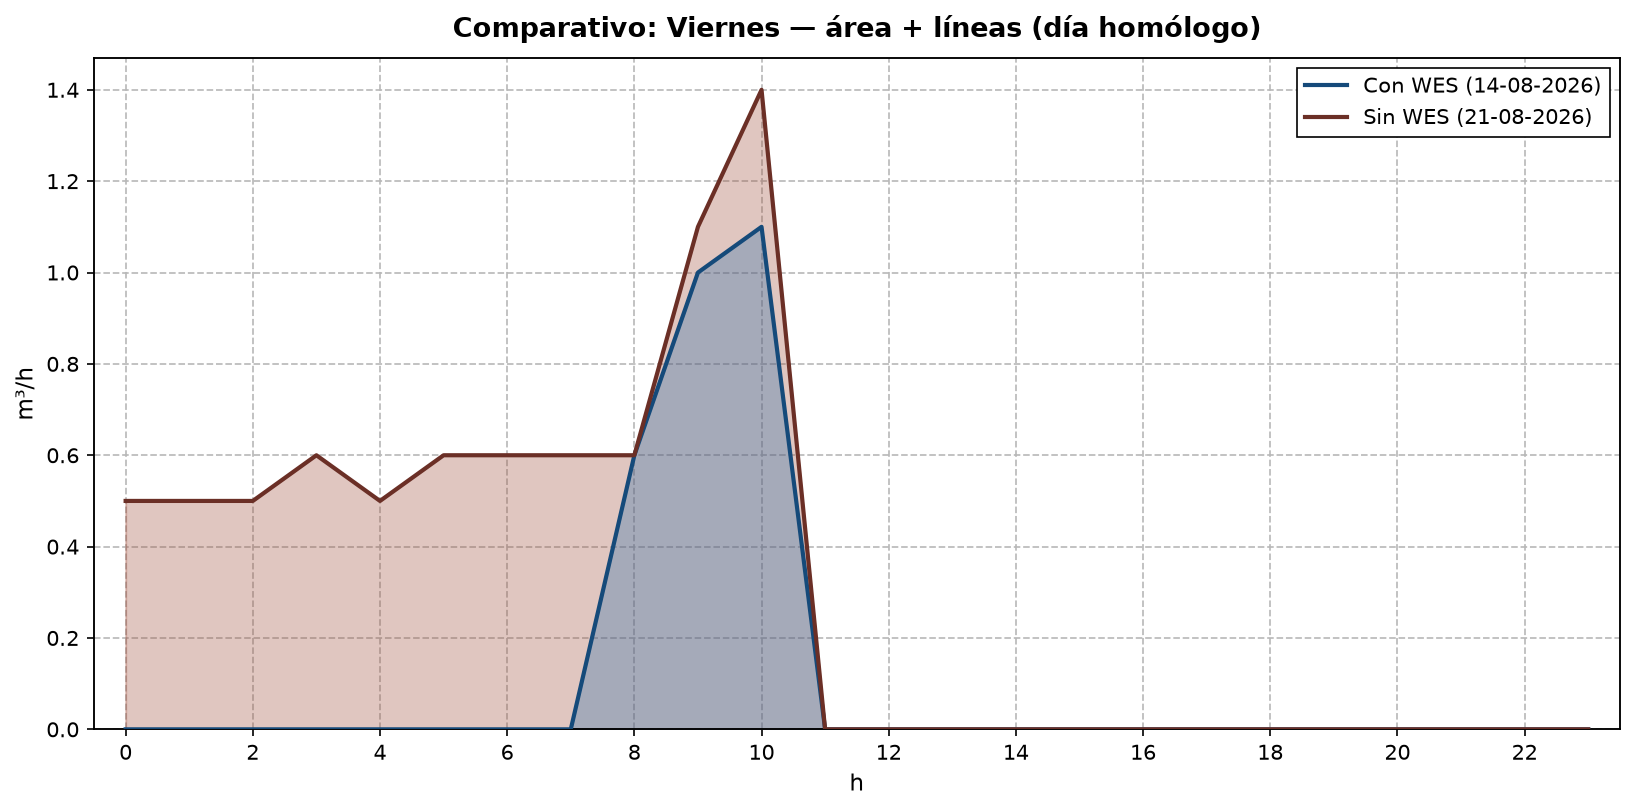 Comparativo: Viernes — área + líneas (día homólogo)
Con WES (14-08-2026)
Sin WES (21-08-2026)
m³/h
1.4
1.2
1.0
0.8
0.6
0.4
0.2
0.0
0 2 4 6 8 10 12 14 16 18 20 22
h